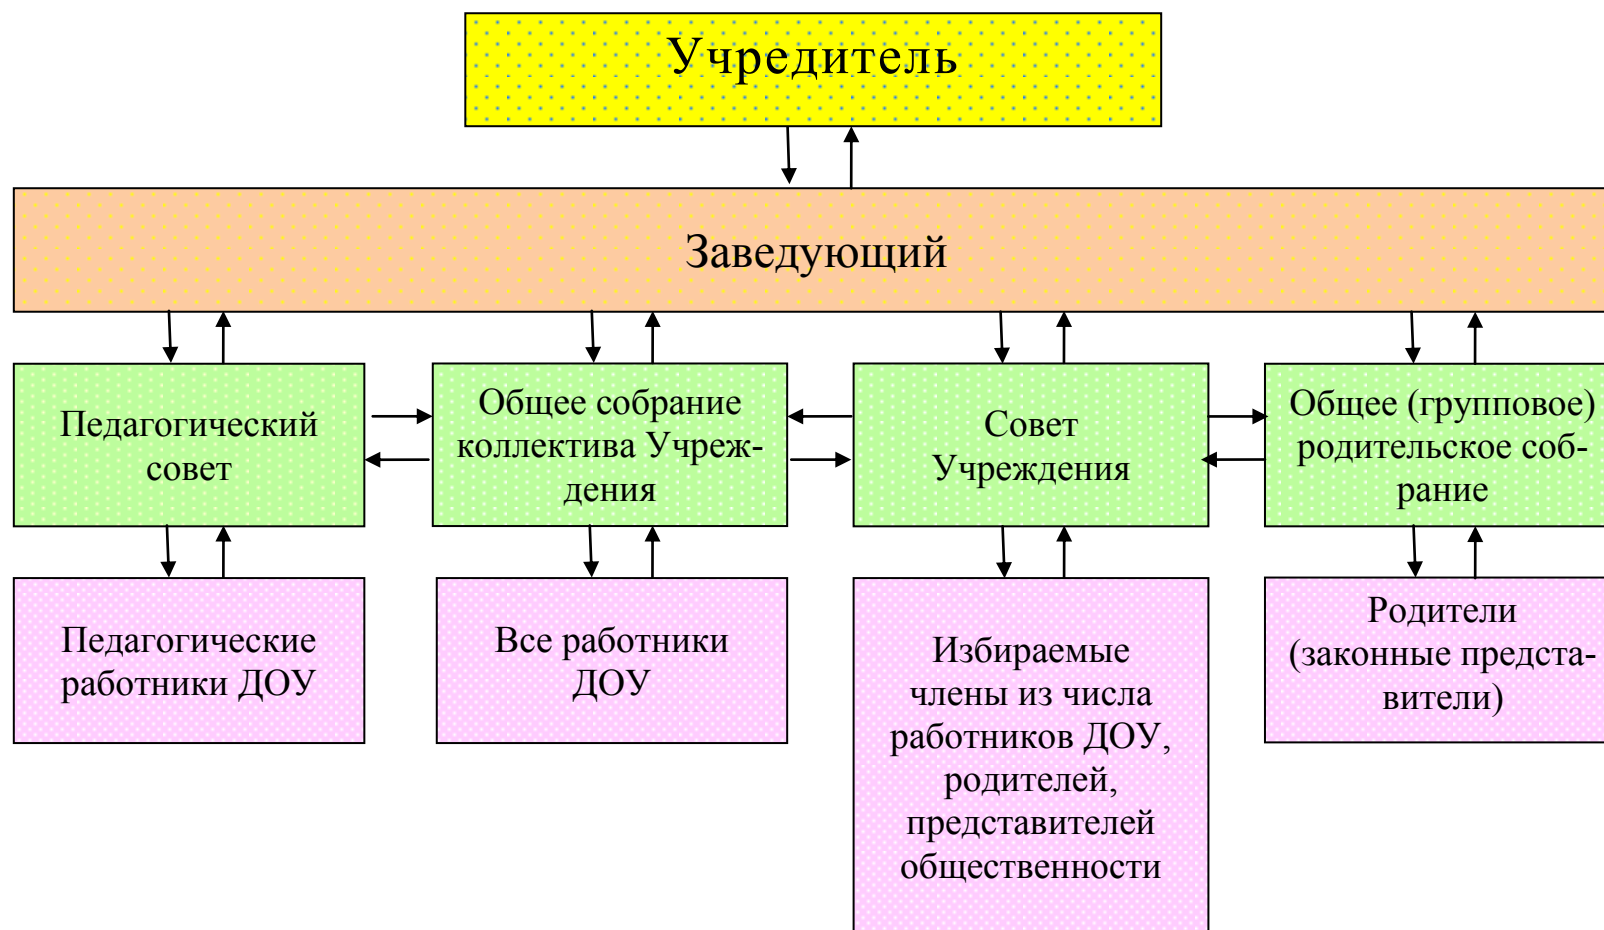 Учредитель
Заведующий
Педагогический
совет
Общее собрание
коллектива Учреж-
дения
Совет
Учреждения
Общее (групповое)
родительское соб-
рание
Педагогические
работники ДОУ
Все работники
ДОУ
Избираемые
члены из числа
работников ДОУ,
родителей,
представителей
общественности
Родители
(законные предста-
вители)